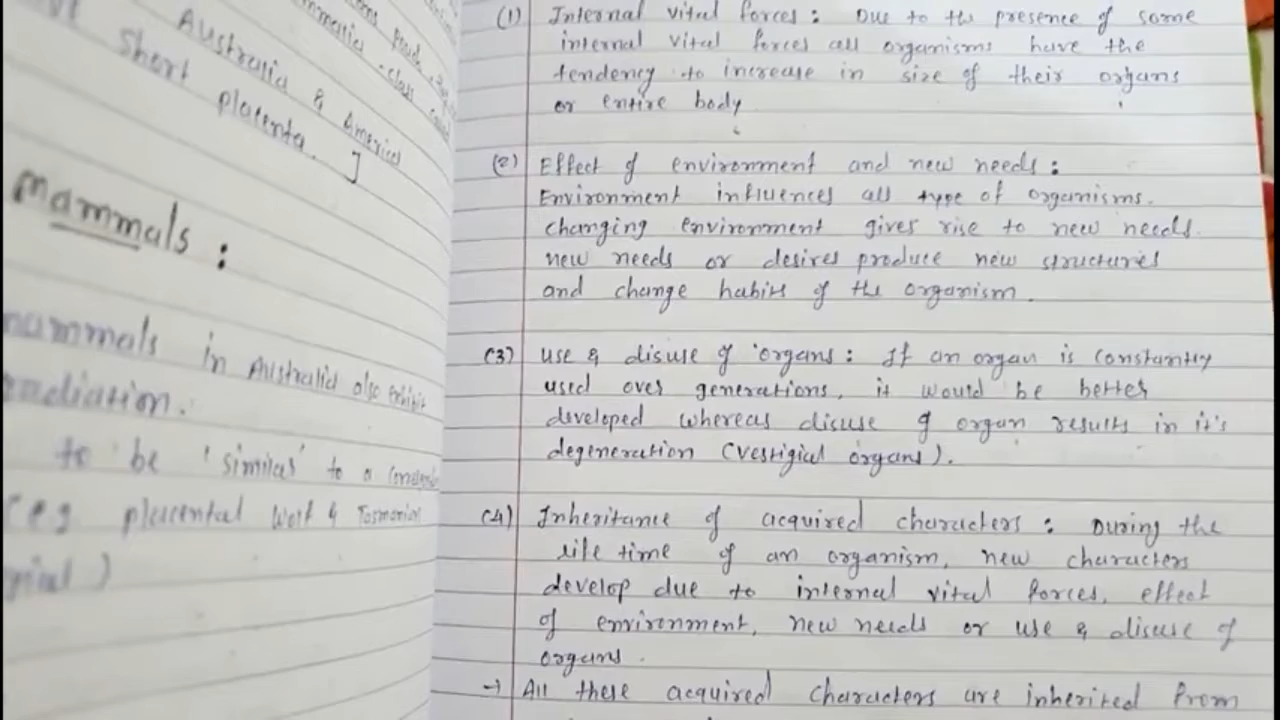 Australia & America
short placenta. ]
mammals :
mammals in Australia also exhibit
radiation.
to be 'similar' to a
(eg placental wolf & Tasmanian
(1) Internal vital forces : Due to the presence of some
internal vital forces all organisms have the
tendency to increase in size of their organs
or entire body
(2) Effect of environment and new needs :
Environment influences all type of organisms.
changing environment gives rise to new needs.
new needs or desires produce new structures
and change habits of the organism.
(3) use & disuse of organs : If an organ is constantly
used over generations, it would be better
developed whereas disuse of organ results in it's
degeneration (vestigial organs).
(4) Inheritance of acquired characters : During the
life time of an organism, new characters
develop due to internal vital forces, effect
of environment, new needs or use & disuse of
organs.
→ All these acquired characters are inherited from